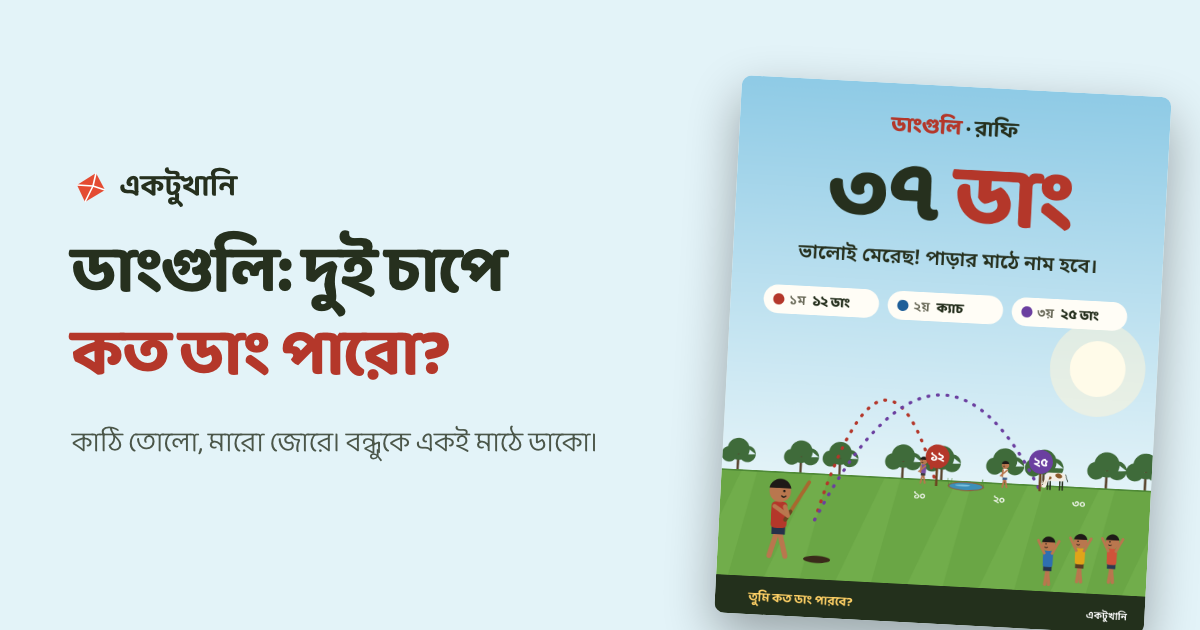 একটুখানি
ডাংগুলি: দুই চাপে
কত ডাং পারো?
কাঠি তোলো, মারো জোরে। বন্ধুকে একই মাঠে ডাকো।
ডাংগুলি · রাফি
৩৭ ডাং
ভালোই মেরেছ! পাড়ার মাঠে নাম হবে।
১ম ১২ ডাং
২য় ক্যাচ
৩য় ২৫ ডাং
১২
২৫
১০
২০
৩০
তুমি কত ডাং পারবে?
একটুখানি